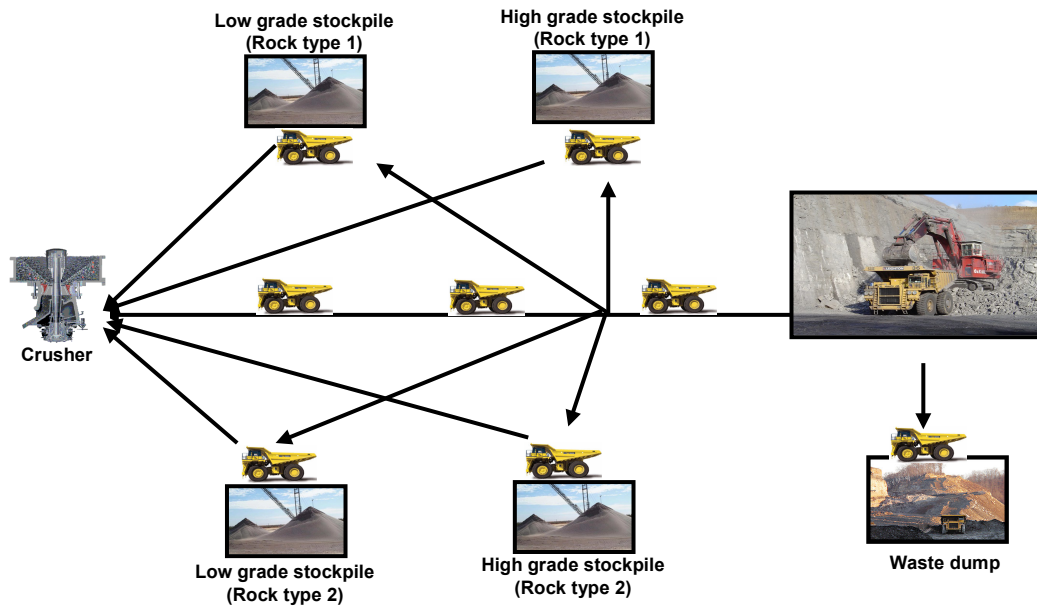 Low grade stockpile
(Rock type 1)
High grade stockpile
(Rock type 1)
Crusher
Low grade stockpile
(Rock type 2)
High grade stockpile
(Rock type 2)
Waste dump